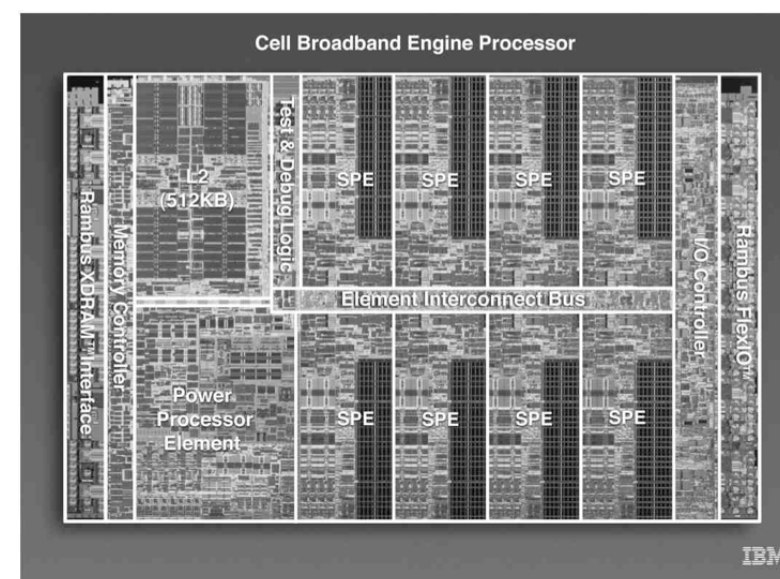 Cell Broadband Engine Processor
Rambus XDRAM™ Interface
Memory Controller
L2
(512KB)
Test & Debug Logic
SPE
SPE
SPE
SPE
I/O Controller
Rambus FlexIO™
Element Interconnect Bus
Power
Processor
Element
SPE
SPE
SPE
SPE
IBM